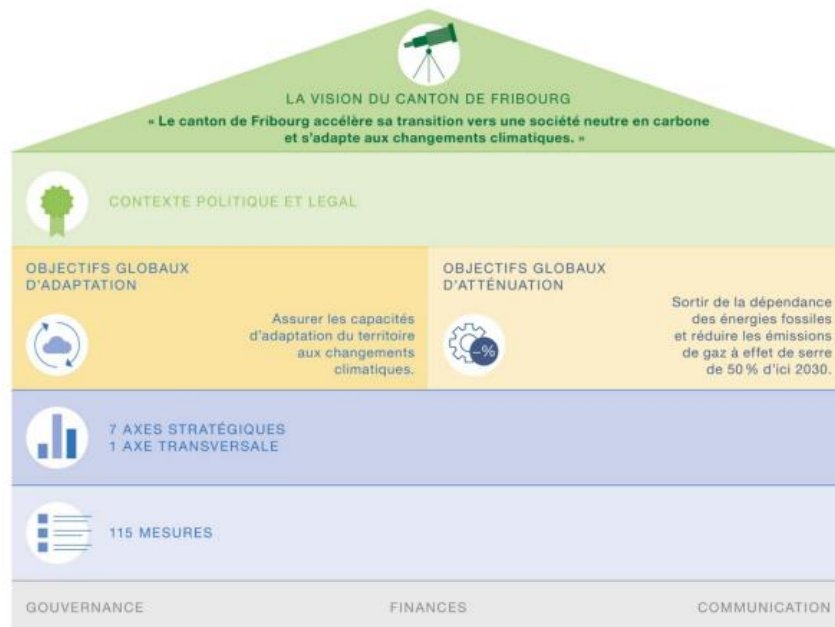 LA VISION DU CANTON DE FRIBOURG
« Le canton de Fribourg accélère sa transition vers une société neutre en carbone
et s'adapte aux changements climatiques. »
CONTEXTE POLITIQUE ET LEGAL
OBJECTIFS GLOBAUX
D'ADAPTATION
Assurer les capacités
d'adaptation du territoire
aux changements
climatiques.
OBJECTIFS GLOBAUX
D'ATTÉNUATION
-%
Sortir de la dépendance
des énergies fossiles
et réduire les émissions
de gaz à effet de serre
de 50 % d'ici 2030.
7 AXES STRATÉGIQUES
1 AXE TRANSVERSALE
115 MESURES
GOUVERNANCE FINANCES COMMUNICATION